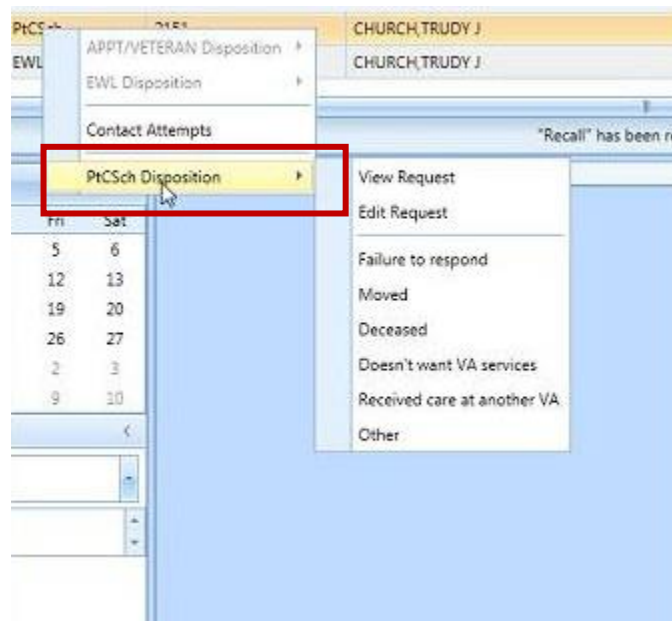 CHURCH,TRUDY J
APPT/VETERAN Disposition
EWL
CHURCH,TRUDY J
EWL Disposition
Contact Attempts
"Recall" has been
PtCSch Disposition
View Request
Edit Request
Fri Sat
5 6
Failure to respond
12 13
Moved
19 20
Deceased
26 27
Doesn't want VA services
2 3
Received care at another VA
9 10
Other